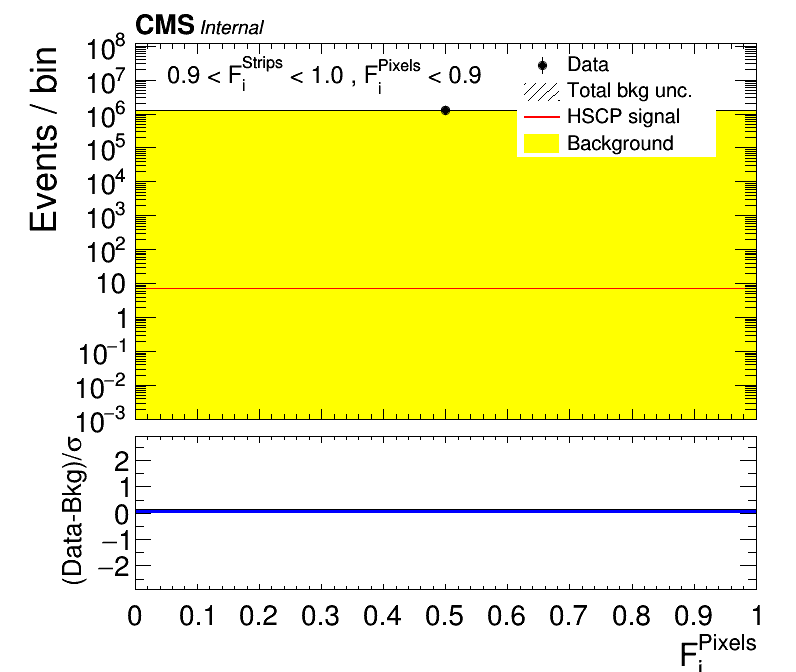 CMS Internal
0.9 < F_i^Strips < 1.0 , F_i^Pixels < 0.9
Data
Total bkg unc.
HSCP signal
Background
Events / bin
10^8
10^7
10^6
10^5
10^4
10^3
10^2
10
1
10^−1
10^−2
10^−3
(Data-Bkg)/σ
2
1
0
−1
−2
0 0.1 0.2 0.3 0.4 0.5 0.6 0.7 0.8 0.9 1
F_i^Pixels